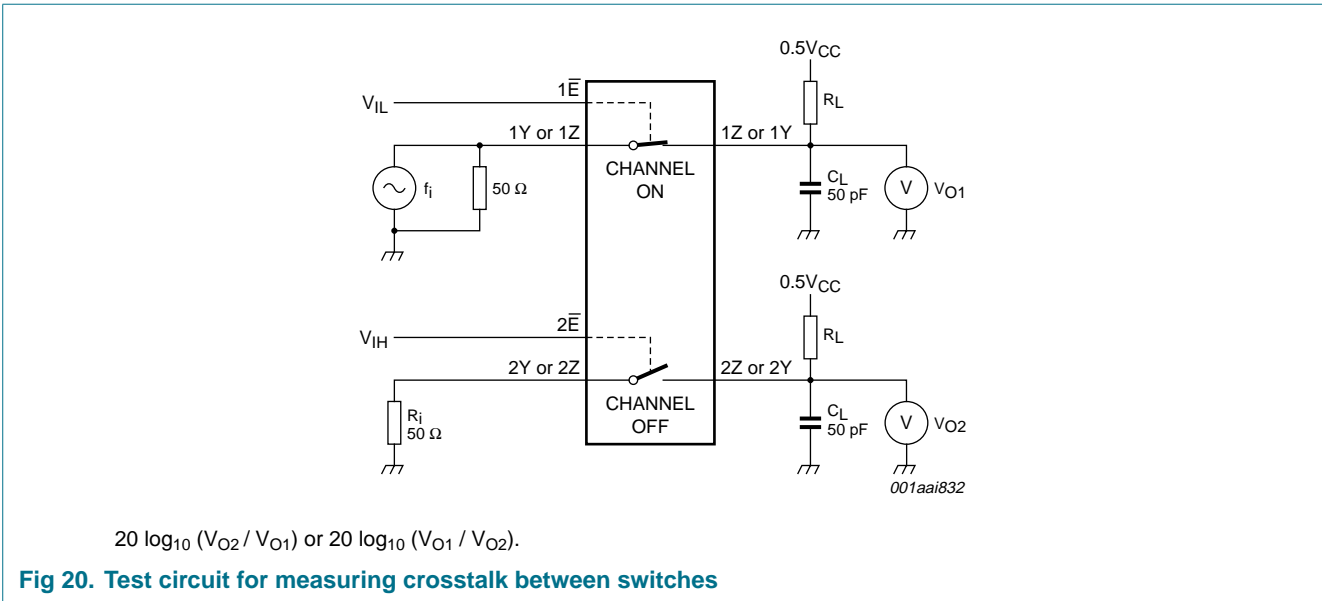 0.5VCC
1E̅
RL
VIL
1Y or 1Z
1Z or 1Y
CHANNEL
ON
fi
50 Ω
CL
50 pF
V
VO1
0.5VCC
2E̅
RL
VIH
2Y or 2Z
2Z or 2Y
CHANNEL
OFF
Ri
50 Ω
CL
50 pF
V
VO2
001aai832
20 log10 (VO2 / VO1) or 20 log10 (VO1 / VO2).
Fig 20. Test circuit for measuring crosstalk between switches